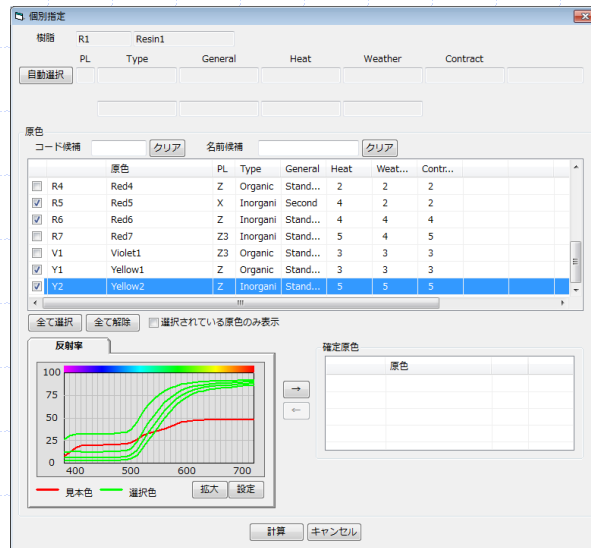 個別指定
樹脂 R1 Resin1
PL Type General Heat Weather Contract
自動選択
原色
コード候補 クリア 名前候補 クリア
原色 PL Type General Heat Weat... Contr...
R4 Red4 Z Organic Stand... 2 2 2
R5 Red5 X Inorgani Second 4 2 2
R6 Red6 Z Inorgani Stand... 4 4 4
R7 Red7 Z3 Inorgani Stand... 5 4 5
V1 Violet1 Z3 Organic Stand... 3 3 3
Y1 Yellow1 Z Organic Stand... 3 3 3
Y2 Yellow2 Z Inorgani Stand... 5 5 5
全て選択 全て解除 選択されている原色のみ表示
反射率
100
75
50
25
0
400 500 600 700
見本色 選択色 拡大 設定
→
←
確定原色
原色
計算 キャンセル